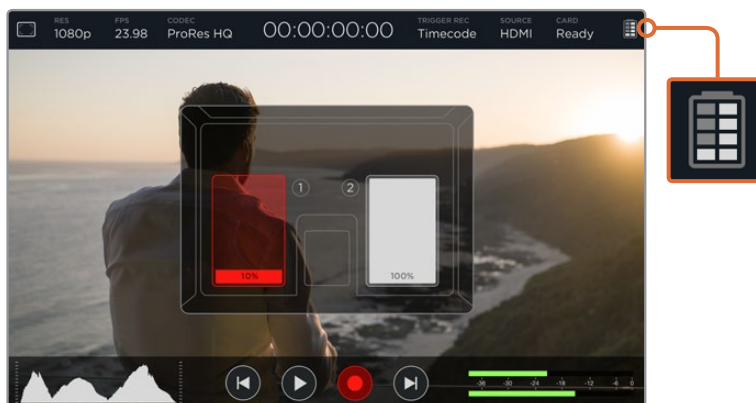 RES FPS CODEC TRIGGER REC SOURCE CARD
1080p 23.98 ProRes HQ 00:00:00:00 Timecode HDMI Ready
1 2
10% 100%
-36 -30 -24 -18 -12 -6 0